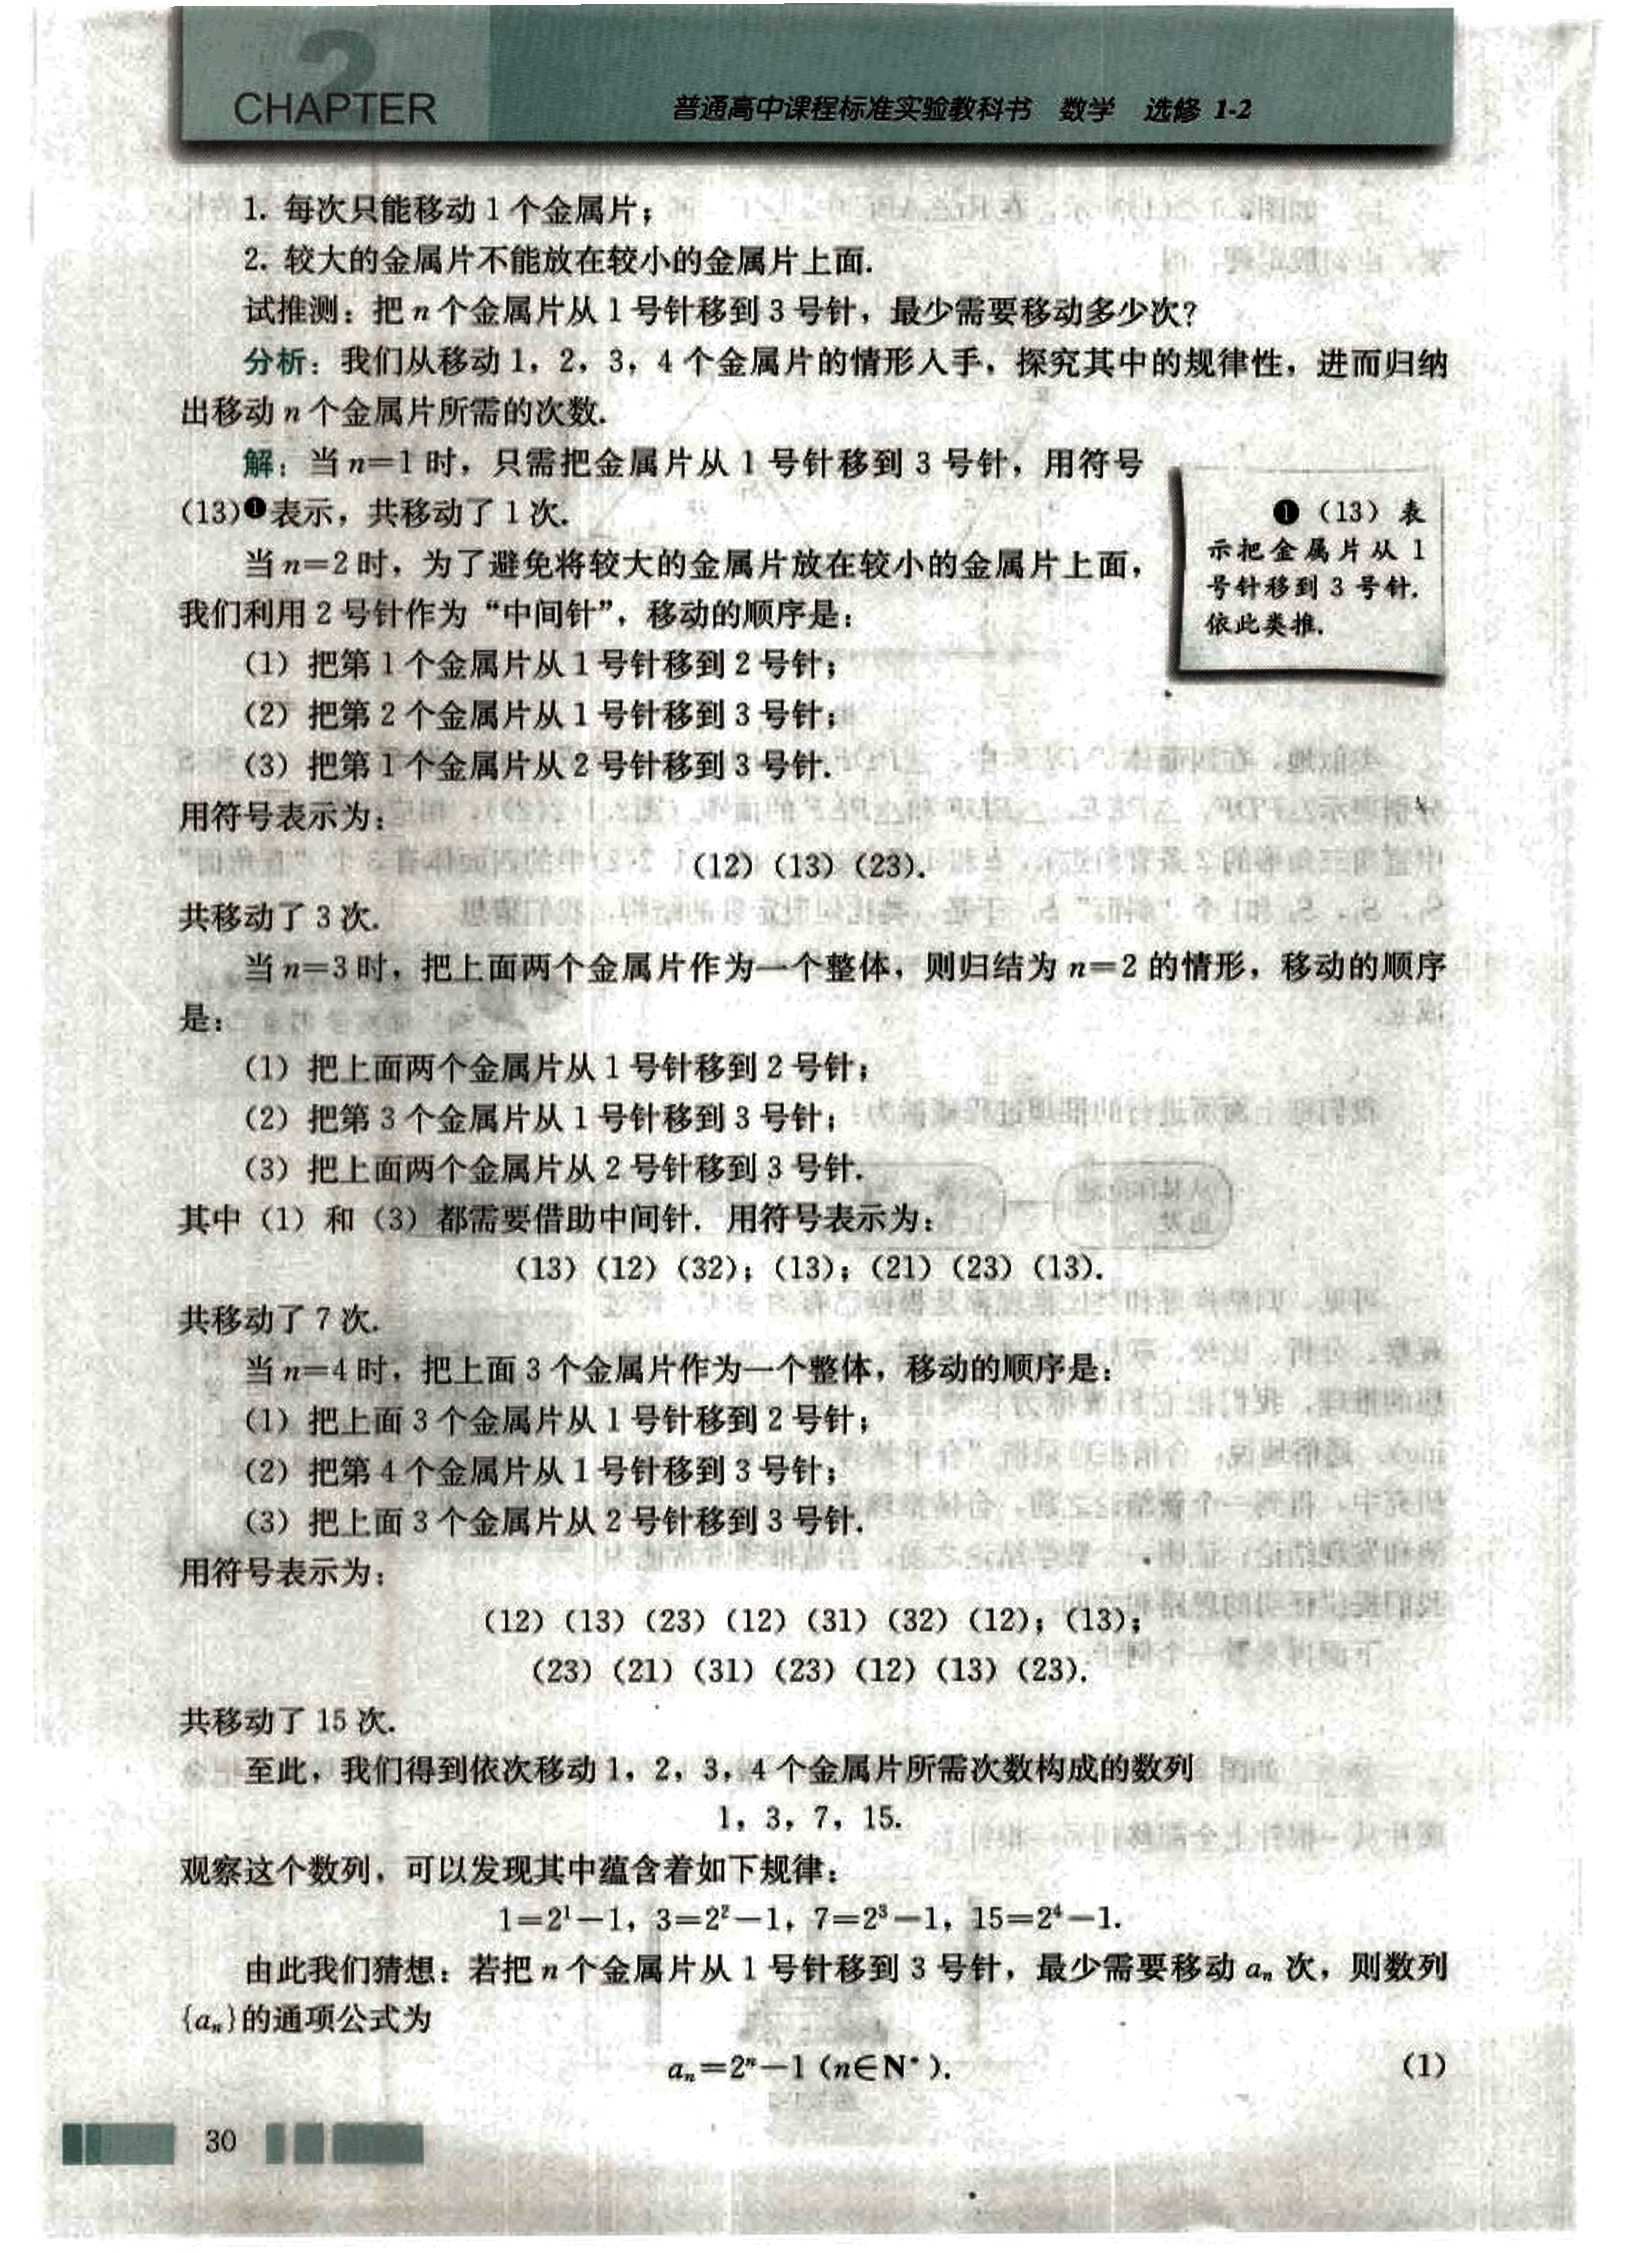 2
CHAPTER
普通高中课程标准实验教科书 数学 选修 1-2
1. 每次只能移动 1 个金属片；
2. 较大的金属片不能放在较小的金属片上面.
试推测：把 n 个金属片从 1 号针移到 3 号针，最少需要移动多少次？
分析：我们从移动 1，2，3，4 个金属片的情形入手，探究其中的规律性，进而归纳
出移动 n 个金属片所需的次数.
解：当 n=1 时，只需把金属片从 1 号针移到 3 号针，用符号
(13)❶表示，共移动了 1 次.
当 n=2 时，为了避免将较大的金属片放在较小的金属片上面，
我们利用 2 号针作为“中间针”，移动的顺序是：
（1）把第 1 个金属片从 1 号针移到 2 号针；
（2）把第 2 个金属片从 1 号针移到 3 号针；
（3）把第 1 个金属片从 2 号针移到 3 号针.
❶（13）表
示把金属片从 1
号针移到 3 号针.
依此类推.
用符号表示为：
（12）（13）（23）.
共移动了 3 次.
当 n=3 时，把上面两个金属片作为一个整体，则归结为 n=2 的情形，移动的顺序
是：
（1）把上面两个金属片从 1 号针移到 2 号针；
（2）把第 3 个金属片从 1 号针移到 3 号针；
（3）把上面两个金属片从 2 号针移到 3 号针.
其中（1）和（3）都需要借助中间针. 用符号表示为：
（13）（12）（32）；（13）；（21）（23）（13）.
共移动了 7 次.
当 n=4 时，把上面 3 个金属片作为一个整体，移动的顺序是：
（1）把上面 3 个金属片从 1 号针移到 2 号针；
（2）把第 4 个金属片从 1 号针移到 3 号针；
（3）把上面 3 个金属片从 2 号针移到 3 号针.
用符号表示为：
（12）（13）（23）（12）（31）（32）（12）；（13）；
（23）（21）（31）（23）（12）（13）（23）.
共移动了 15 次.
至此，我们得到依次移动 1，2，3，4 个金属片所需次数构成的数列
1，3，7，15.
观察这个数列，可以发现其中蕴含着如下规律：
1=2¹－1，3=2²－1，7=2³－1，15=2⁴－1.
由此我们猜想：若把 n 个金属片从 1 号针移到 3 号针，最少需要移动 aₙ 次，则数列
{aₙ}的通项公式为
aₙ=2ⁿ－1（n∈N*）. （1）
30